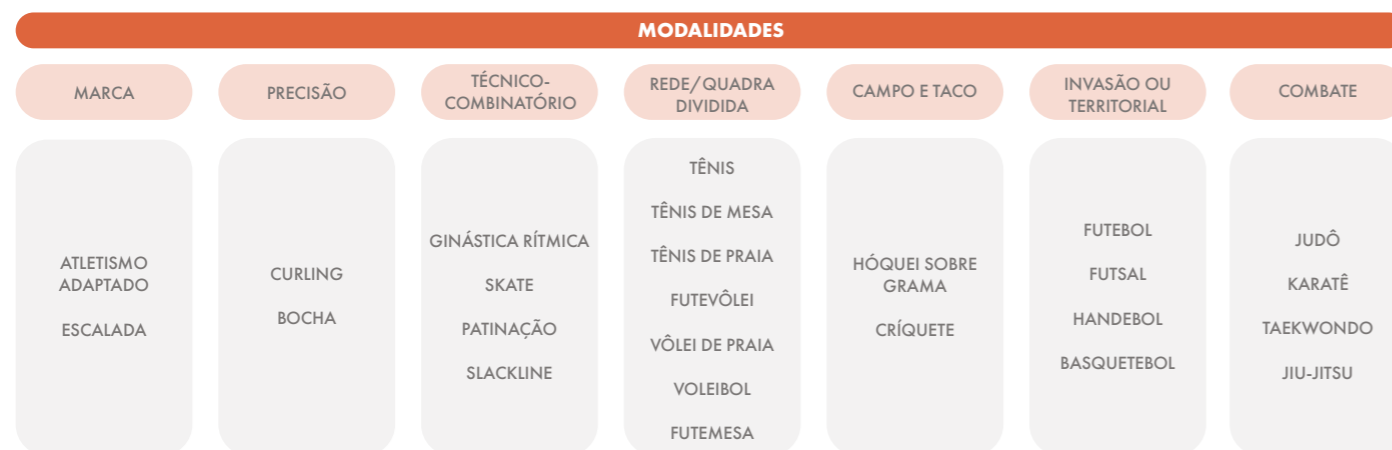 MODALIDADES
MARCA
PRECISÃO
TÉCNICO-
COMBINATÓRIO
REDE/QUADRA
DIVIDIDA
CAMPO E TACO
INVASÃO OU
TERRITORIAL
COMBATE
ATLETISMO
ADAPTADO
ESCALADA
CURLING
BOCHA
GINÁSTICA RÍTMICA
SKATE
PATINAÇÃO
SLACKLINE
TÊNIS
TÊNIS DE MESA
TÊNIS DE PRAIA
FUTEVÔLEI
VÔLEI DE PRAIA
VOLEIBOL
FUTEMESA
HÓQUEI SOBRE
GRAMA
CRÍQUETE
FUTEBOL
FUTSAL
HANDEBOL
BASQUETEBOL
JUDÔ
KARATÊ
TAEKWONDO
JIU-JITSU